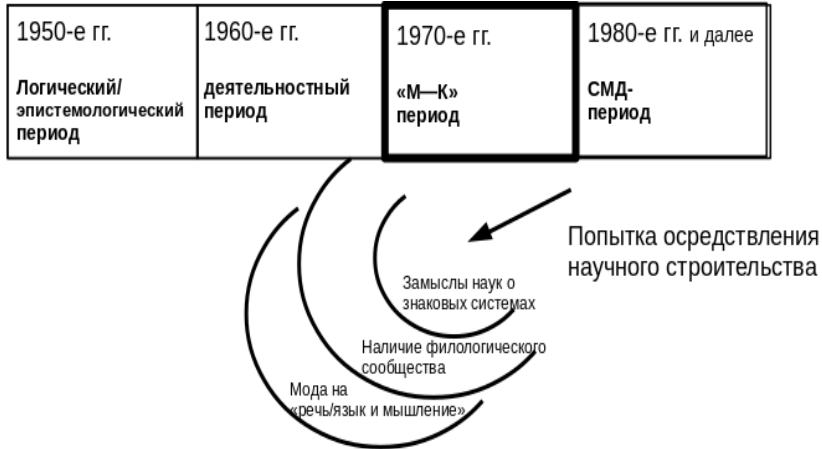 1950-е гг.
Логический/
эпистемологический
период
1960-е гг.
деятельностный
период
1970-е гг.
«М—К»
период
1980-е гг. и далее
СМД-
период
Попытка осредствления
научного строительства
Замыслы наук о
знаковых системах
Наличие филологического
сообщества
Мода на
«речь/язык и мышление»